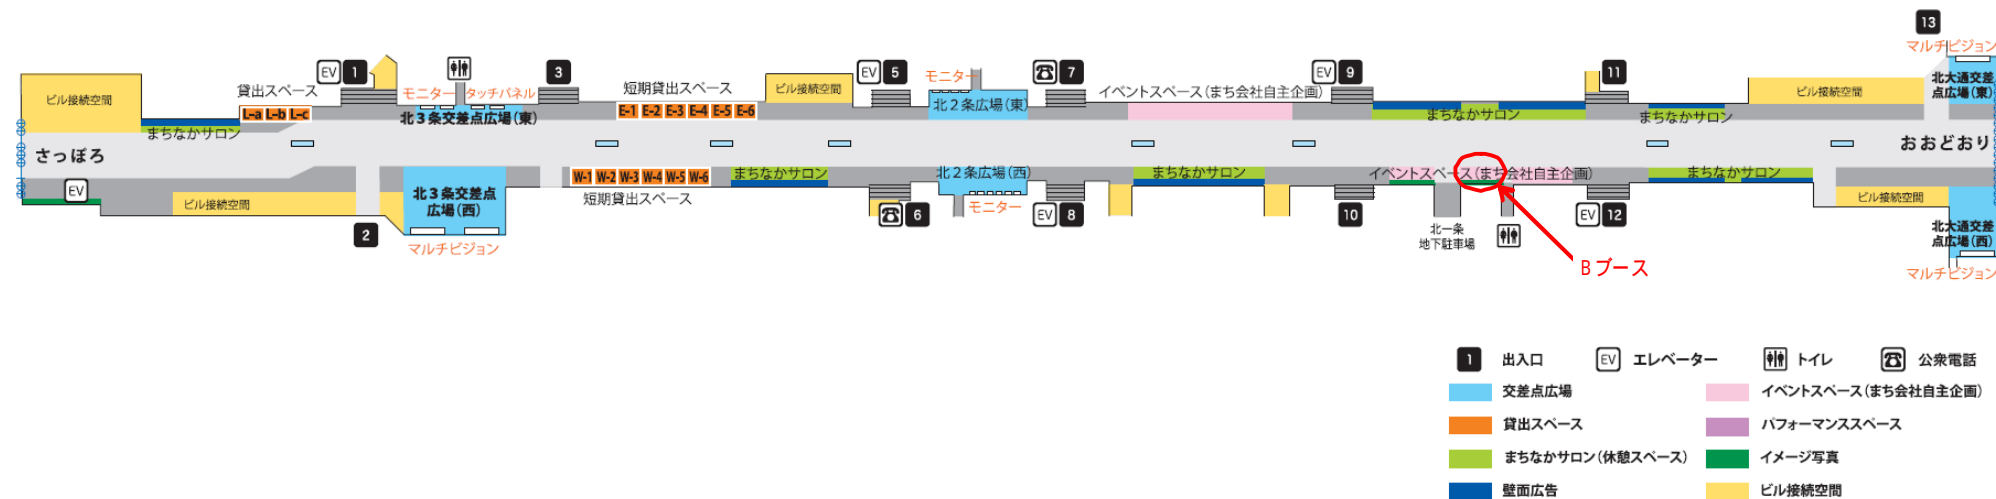 13
マルチビジョン
北大通交差
点広場(東)
EV 1
3
EV 5
モニター
7
EV 9
11
貸出スペース
モニター タッチパネル
短期貸出スペース
ビル接続空間
イベントスペース(まち会社自主企画)
ビル接続空間
ビル接続空間
L-a L-b L-c
北3条交差点広場(東)
E-1 E-2 E-3 E-4 E-5 E-6
北2条広場(東)
まちなかサロン
まちなかサロン
まちなかサロン
さっぽろ
おおどおり
EV
ビル接続空間
北3条交差点
広場(西)
W-1 W-2 W-3 W-4 W-5 W-6
まちなかサロン
北2条広場(西)
まちなかサロン
イベントスペース(まち会社自主企画)
まちなかサロン
ビル接続空間
短期貸出スペース
2
マルチビジョン
6
モニター
EV 8
10
北一条
地下駐車場
EV 12
北大通交差
点広場(西)
マルチビジョン
Bブース
1 出入口
EV エレベーター
トイレ
公衆電話
交差点広場
イベントスペース(まち会社自主企画)
貸出スペース
パフォーマンススペース
まちなかサロン(休憩スペース)
イメージ写真
壁面広告
ビル接続空間